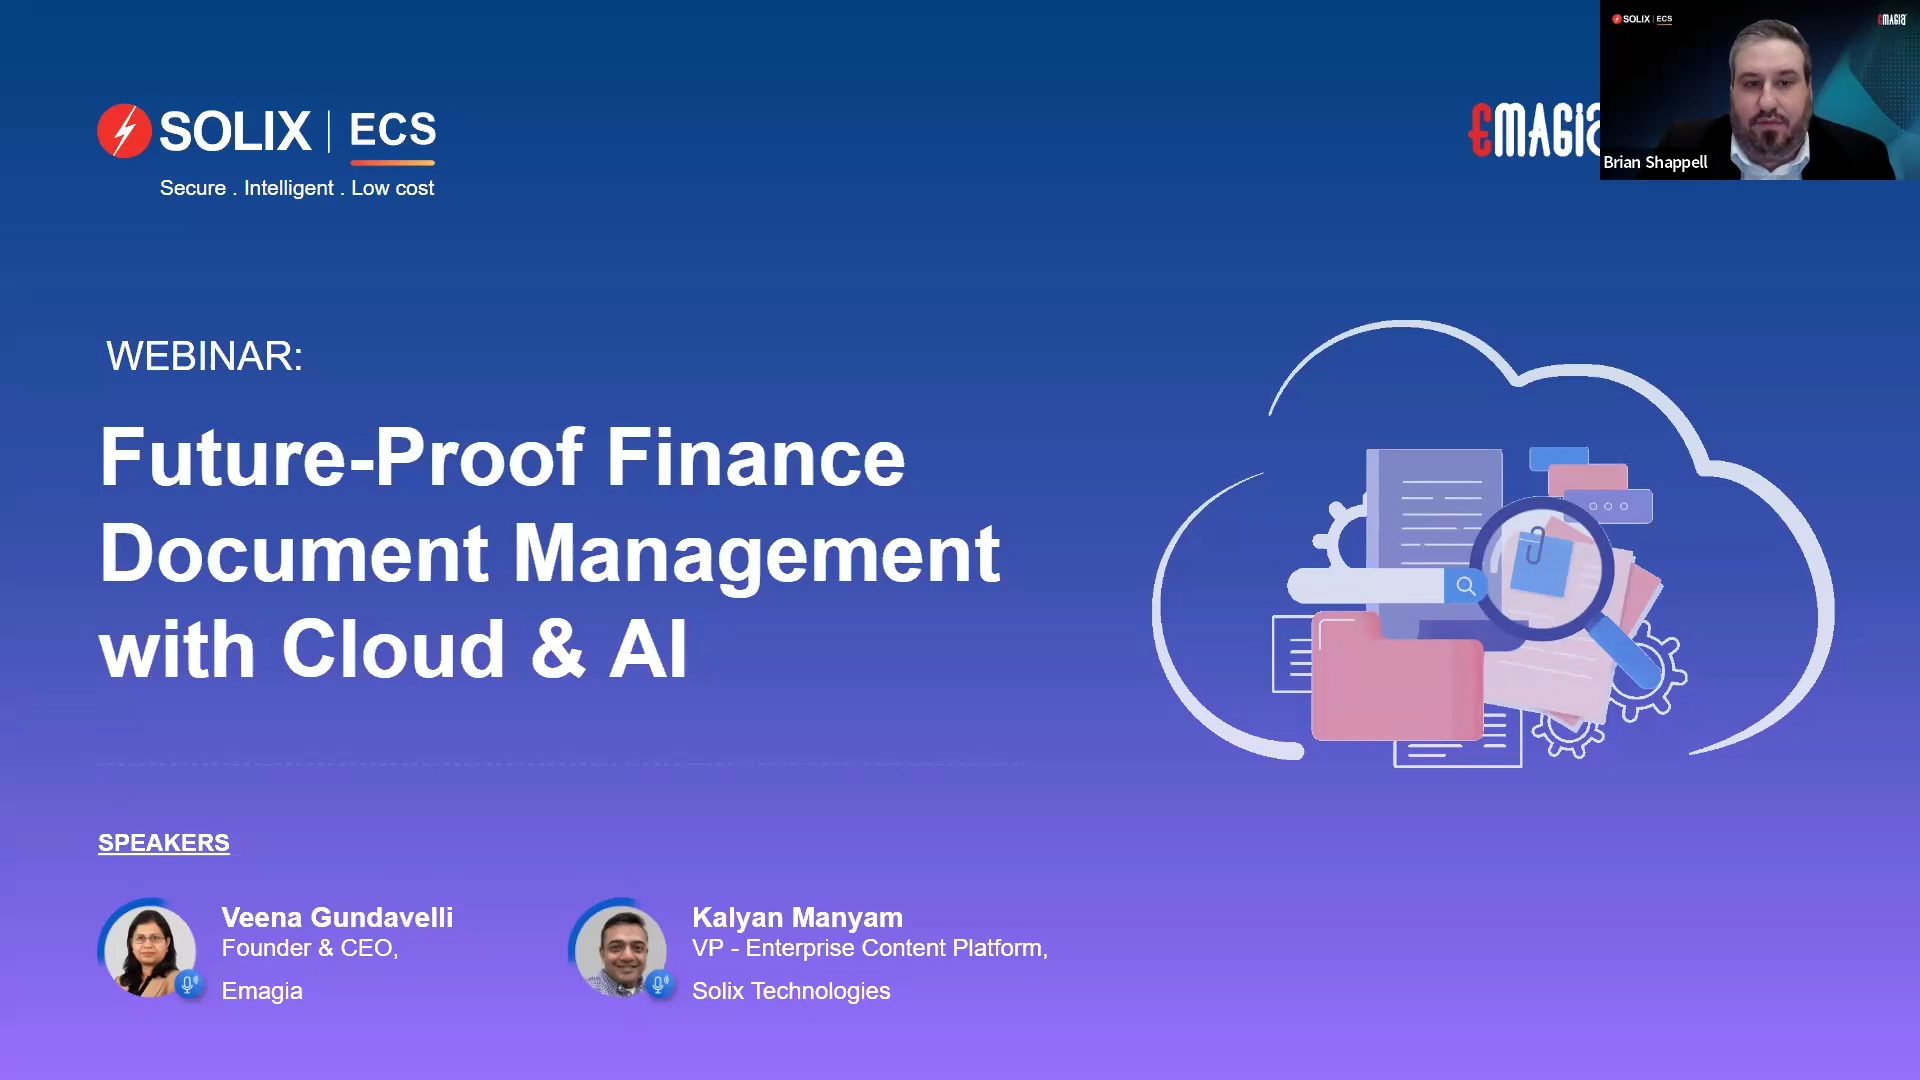 SOLIX | ECS
Secure . Intelligent . Low cost
EMAGIA
SOLIX | ECS
EMAGIA
Brian Shappell
WEBINAR:
Future-Proof Finance
Document Management
with Cloud & AI
SPEAKERS
Veena Gundavelli
Founder & CEO,
Emagia
Kalyan Manyam
VP - Enterprise Content Platform,
Solix Technologies